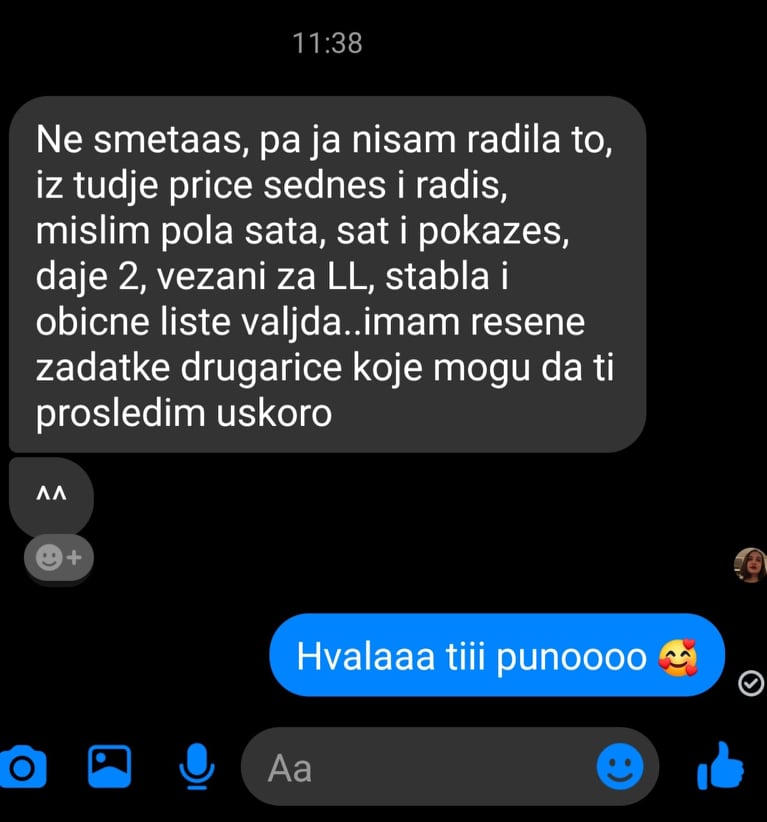 11:38
Ne smetaas, pa ja nisam radila to,
iz tudje price sednes i radis,
mislim pola sata, sat i pokazes,
daje 2, vezani za LL, stabla i
obicne liste valjda..imam resene
zadatke drugarice koje mogu da ti
prosledim uskoro
^^
Hvalaaa tiii punoooo 🥰
Aa